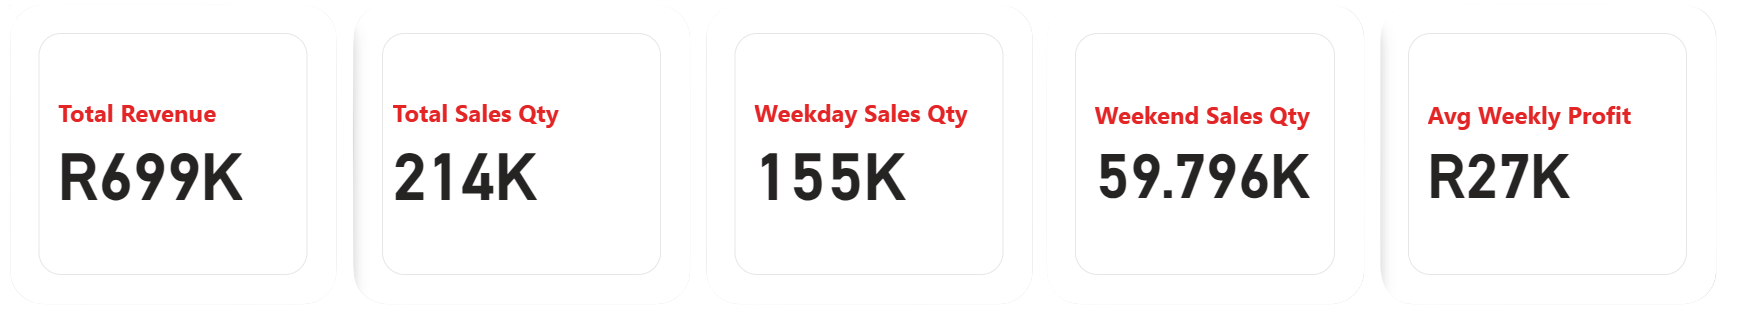 Total Revenue
R699K
Total Sales Qty
214K
Weekday Sales Qty
155K
Weekend Sales Qty
59.796K
Avg Weekly Profit
R27K